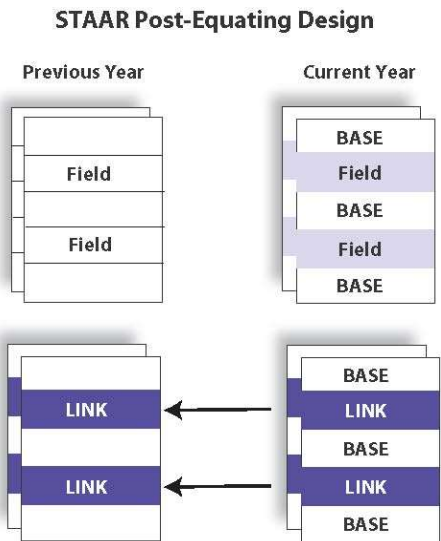 STAAR Post-Equating Design
Previous Year
Current Year
Field
Field
BASE
Field
BASE
Field
BASE
LINK
LINK
BASE
LINK
BASE
LINK
BASE